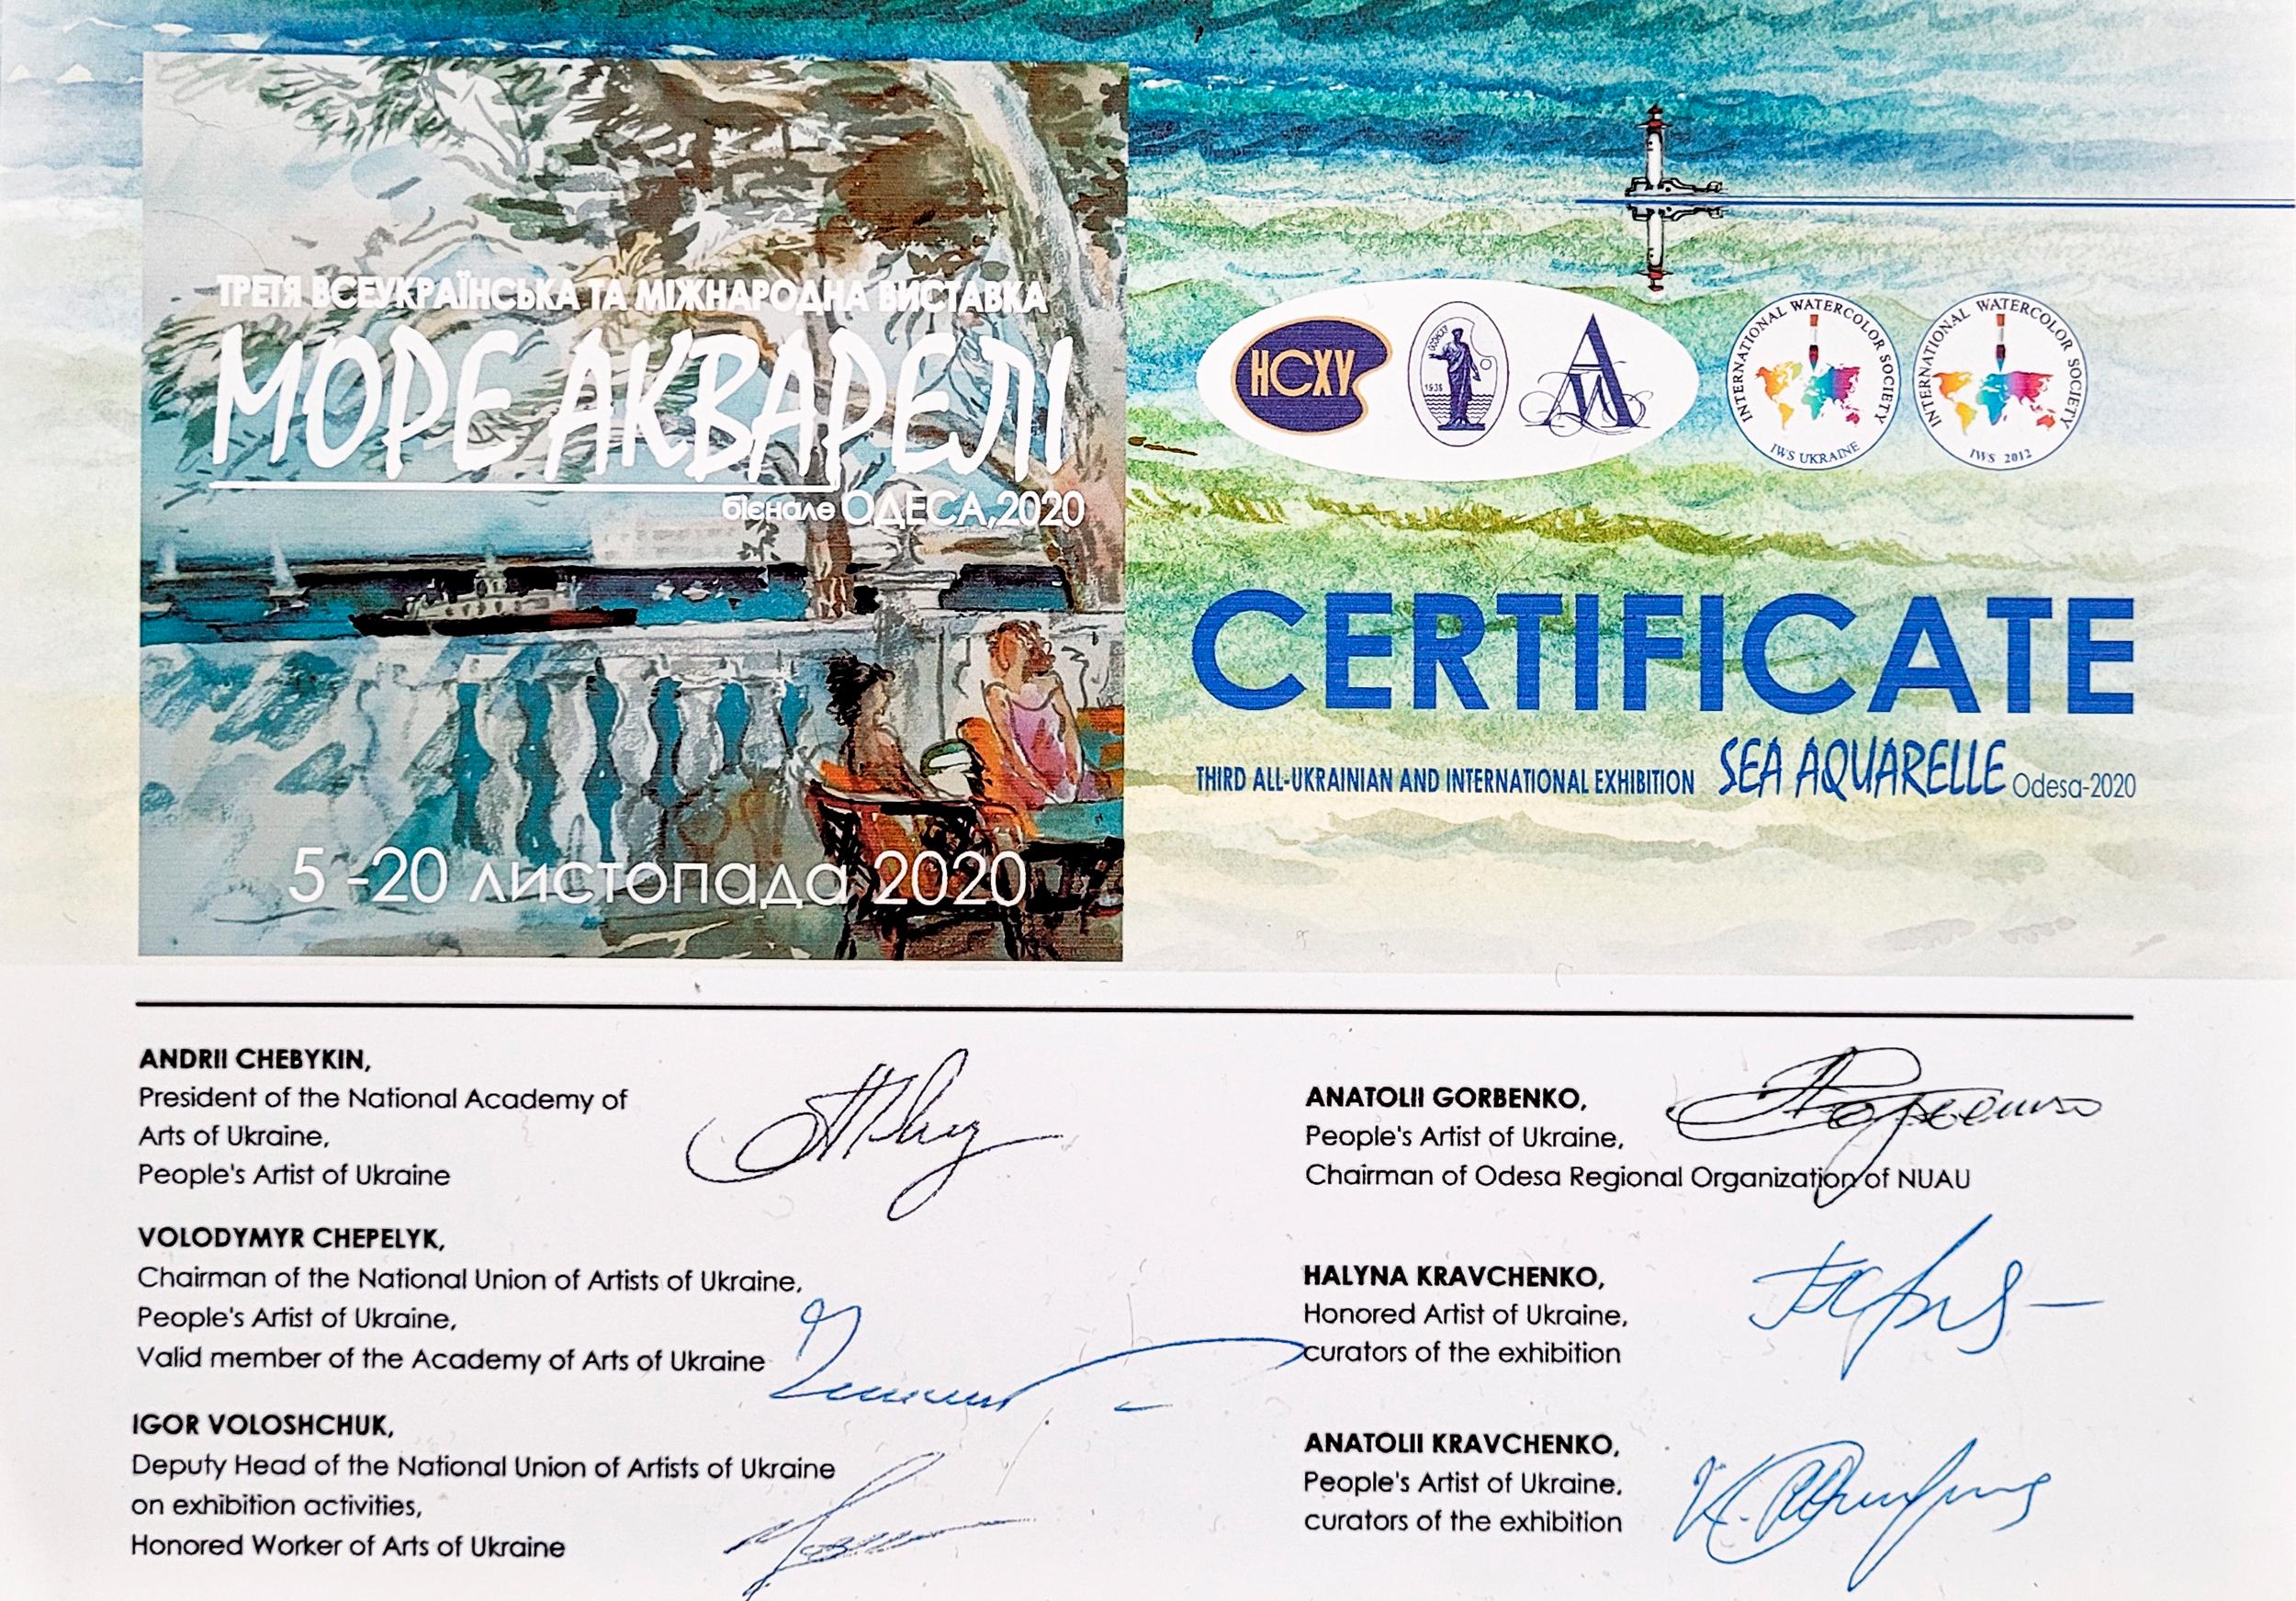 ТРЕТЯ ВСЕУКРАЇНСЬКА ТА МІЖНАРОДНА ВИСТАВКА
МОРЕ АКВАРЕЛІ
бієнале ОДЕСА,2020
5-20 листопада 2020
НСХУ
1938
INTERNATIONAL WATERCOLOR SOCIETY
IWS UKRAINE
INTERNATIONAL WATERCOLOR SOCIETY
IWS 2012
CERTIFICATE
THIRD ALL-UKRAINIAN AND INTERNATIONAL EXHIBITION SEA AQUARELLE Odesa-2020
ANDRII CHEBYKIN,
President of the National Academy of
Arts of Ukraine,
People's Artist of Ukraine
VOLODYMYR CHEPELYK,
Chairman of the National Union of Artists of Ukraine,
People's Artist of Ukraine,
Valid member of the Academy of Arts of Ukraine
IGOR VOLOSHCHUK,
Deputy Head of the National Union of Artists of Ukraine
on exhibition activities,
Honored Worker of Arts of Ukraine
ANATOLII GORBENKO,
People's Artist of Ukraine,
Chairman of Odesa Regional Organization of NUAU
HALYNA KRAVCHENKO,
Honored Artist of Ukraine,
curators of the exhibition
ANATOLII KRAVCHENKO,
People's Artist of Ukraine,
curators of the exhibition